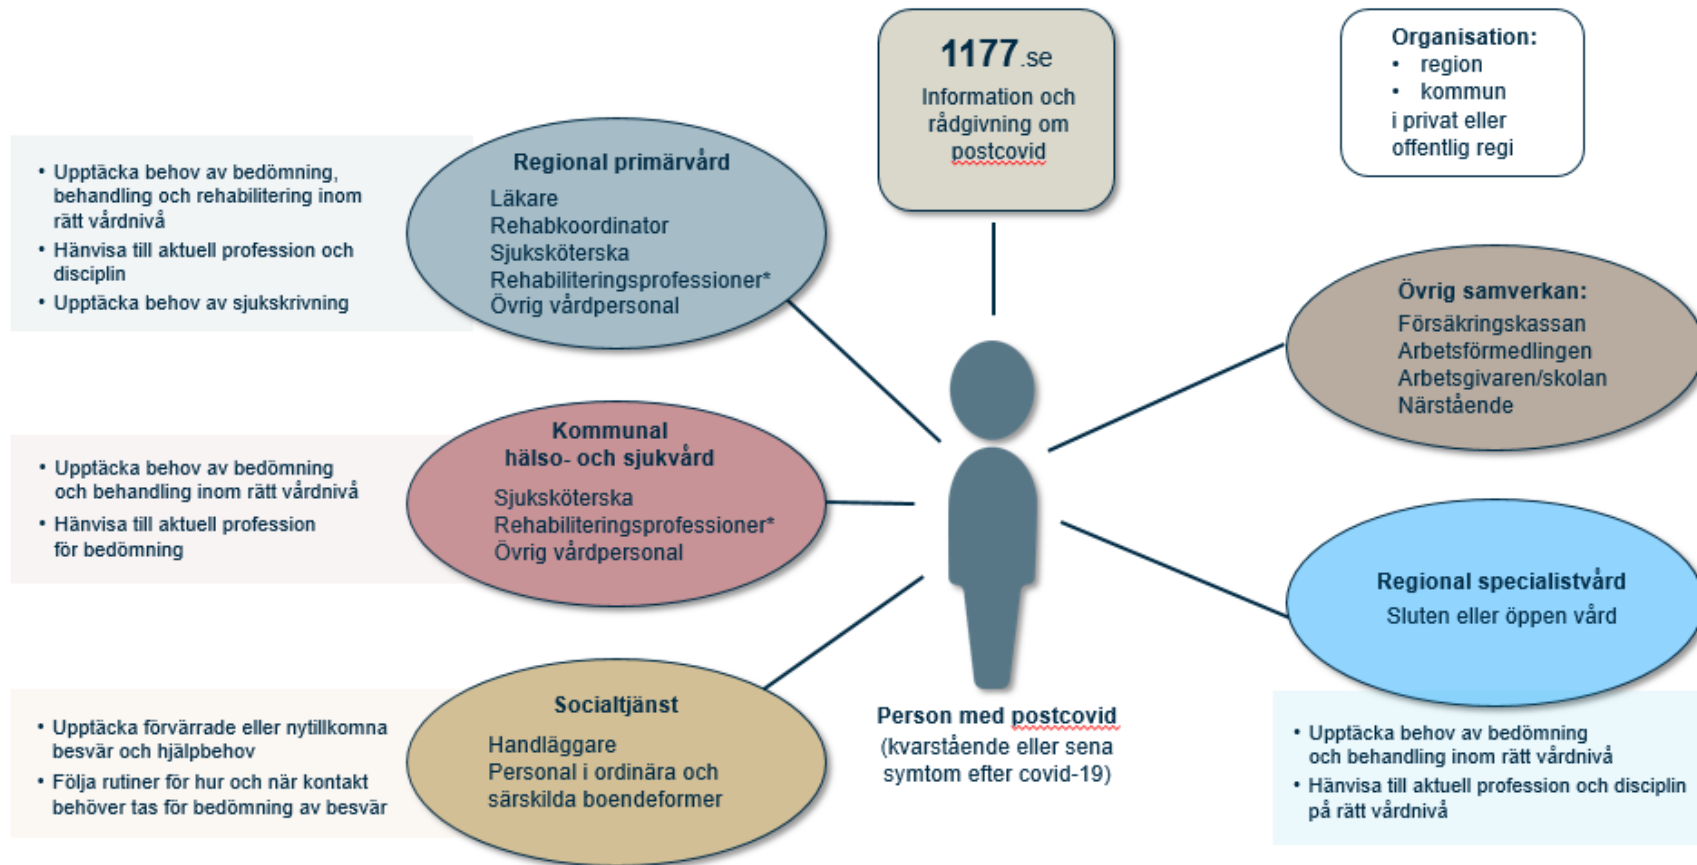 1177.se
Information och
rådgivning om
postcovid
Organisation:
• region
• kommun
i privat eller
offentlig regi
• Upptäcka behov av bedömning,
behandling och rehabilitering inom
rätt vårdnivå
• Hänvisa till aktuell profession och
disciplin
• Upptäcka behov av sjukskrivning
Regional primärvård
Läkare
Rehabkoordinator
Sjuksköterska
Rehabiliteringsprofessioner*
Övrig vårdpersonal
Övrig samverkan:
Försäkringskassan
Arbetsförmedlingen
Arbetsgivaren/skolan
Närstående
• Upptäcka behov av bedömning
och behandling inom rätt vårdnivå
• Hänvisa till aktuell profession
för bedömning
Kommunal
hälso- och sjukvård
Sjuksköterska
Rehabiliteringsprofessioner*
Övrig vårdpersonal
Regional specialistvård
Sluten eller öppen vård
• Upptäcka förvärrade eller nytillkomna
besvär och hjälpbehov
• Följa rutiner för hur och när kontakt
behöver tas för bedömning av besvär
Socialtjänst
Handläggare
Personal i ordinära och
särskilda boendeformer
Person med postcovid
(kvarstående eller sena
symtom efter covid-19)
• Upptäcka behov av bedömning
och behandling inom rätt vårdnivå
• Hänvisa till aktuell profession och disciplin
på rätt vårdnivå